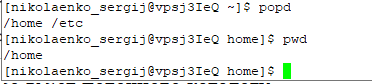 [nikolaenko_sergij@vpsj3IeQ ~]$ popd
/home /etc
[nikolaenko_sergij@vpsj3IeQ home]$ pwd
/home
[nikolaenko_sergij@vpsj3IeQ home]$